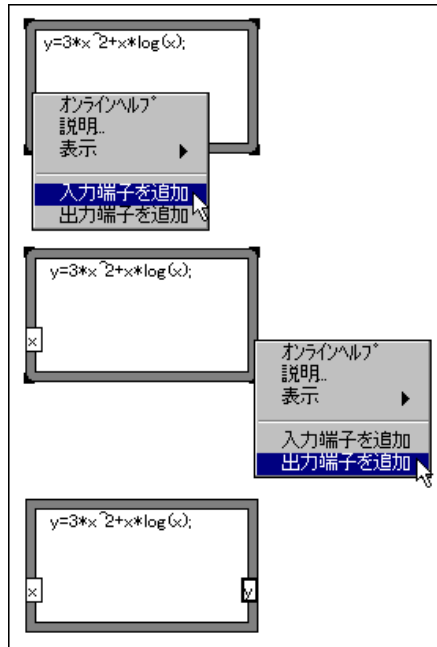 y=3*x^2+x*log(x);
オンラインヘルプ
説明...
表示
入力端子を追加
出力端子を追加
y=3*x^2+x*log(x);
x
オンラインヘルプ
説明...
表示
入力端子を追加
出力端子を追加
y=3*x^2+x*log(x);
x
y